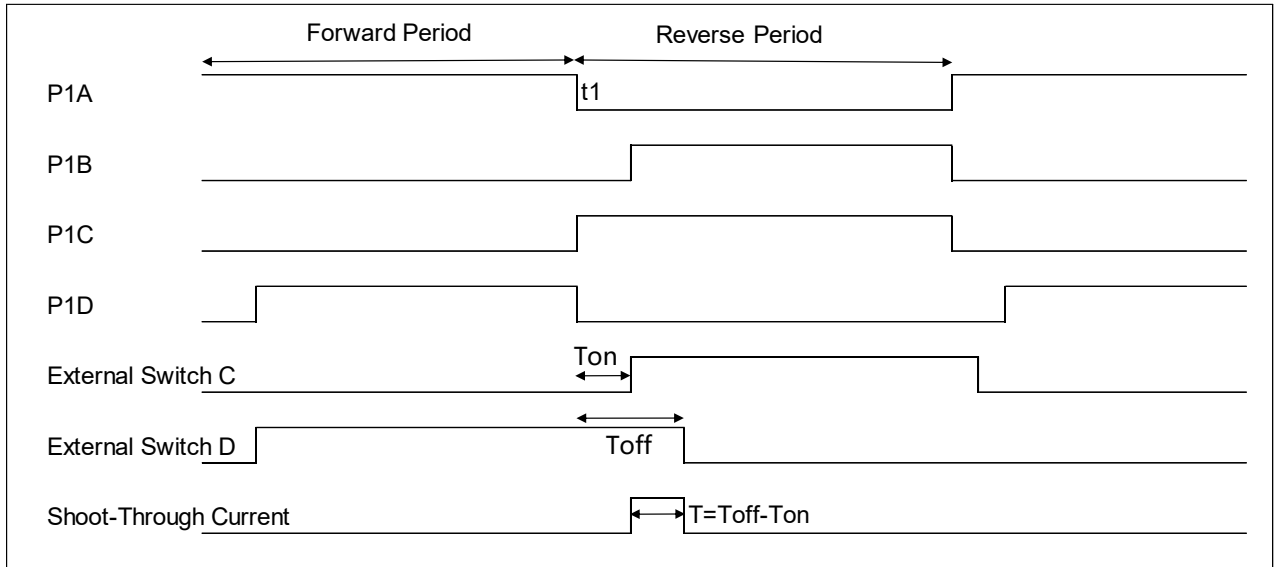 Forward Period
Reverse Period
P1A
t1
P1B
P1C
P1D
Ton
External Switch C
External Switch D
Toff
Shoot-Through Current
T=Toff-Ton